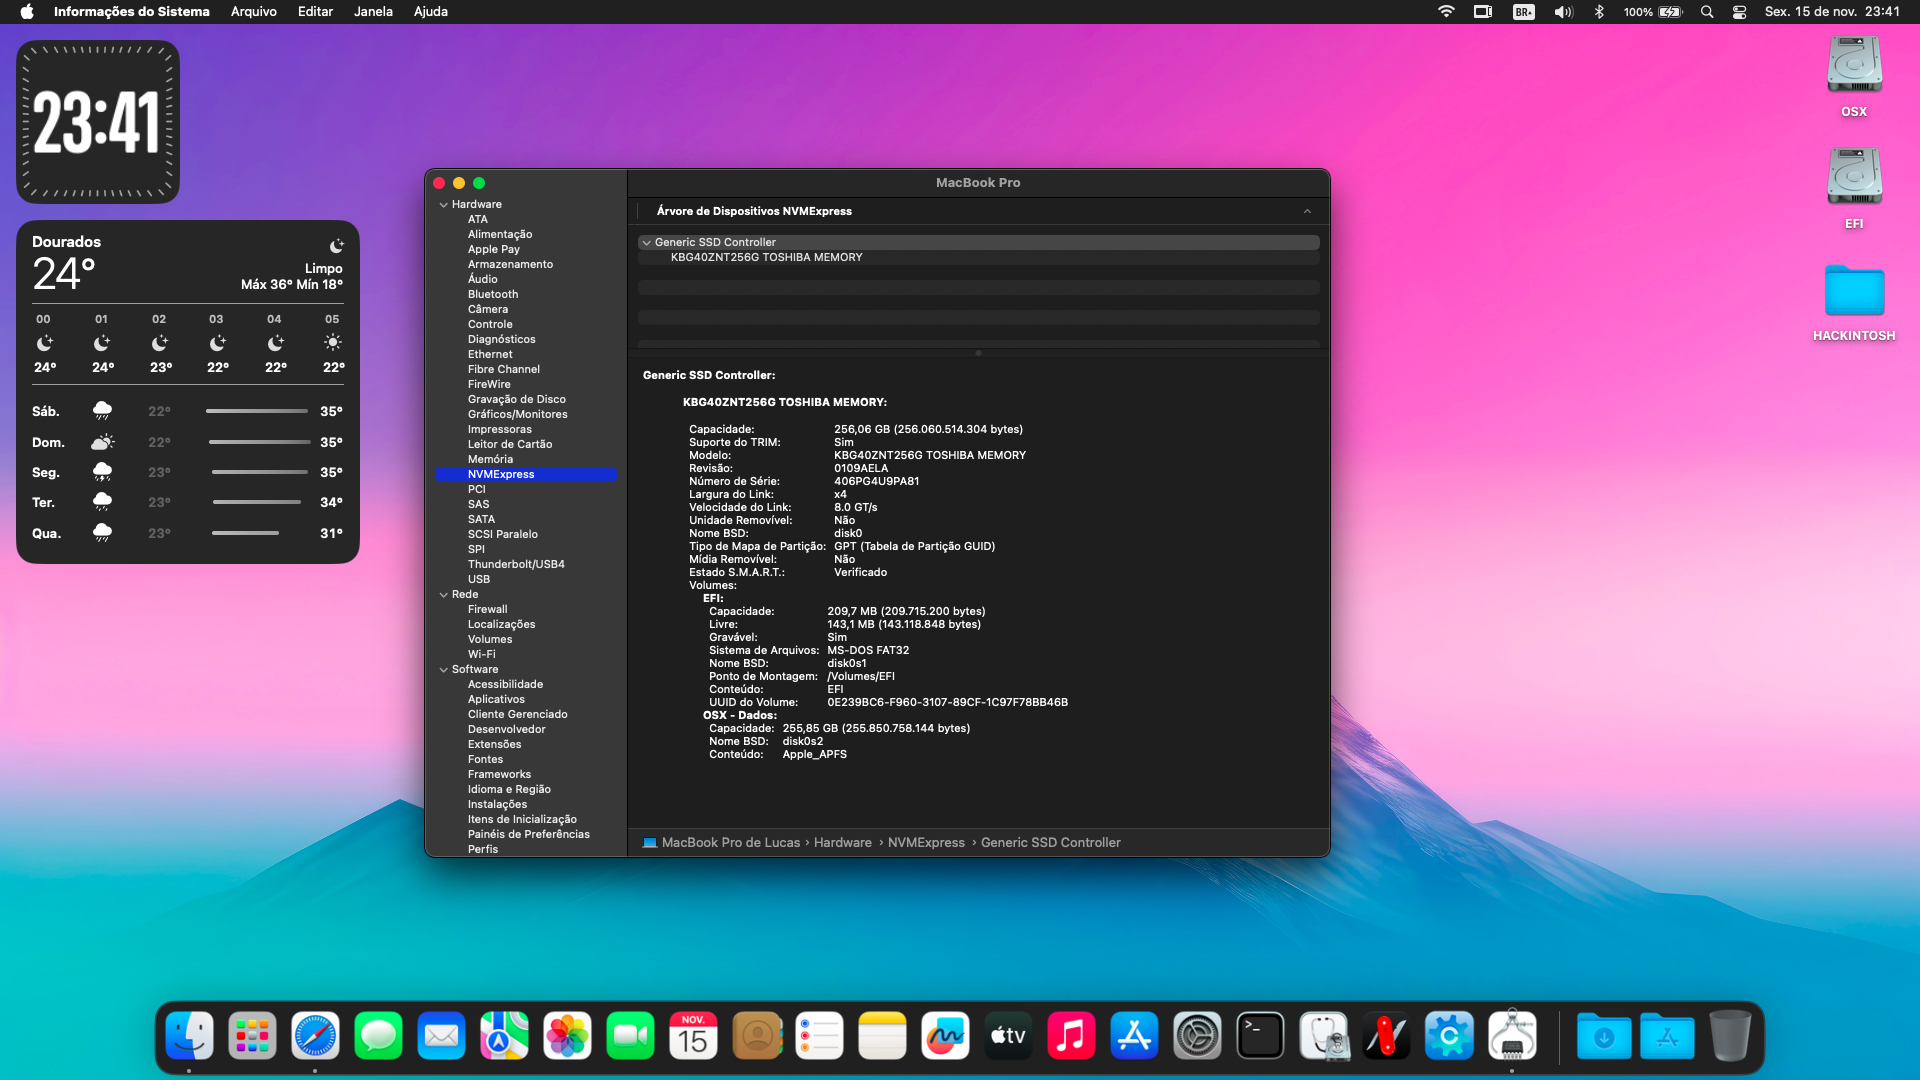 Informações do Sistema Arquivo Editar Janela Ajuda
BR 100% Sex. 15 de nov. 23:41
23:41
Dourados
24°
Limpo
Máx 36° Mín 18°
00 01 02 03 04 05
24° 24° 23° 22° 22° 22°
Sáb. 22° 35°
Dom. 22° 35°
Seg. 23° 35°
Ter. 23° 34°
Qua. 23° 31°
OSX
EFI
HACKINTOSH
MacBook Pro
Hardware
ATA
Alimentação
Apple Pay
Armazenamento
Áudio
Bluetooth
Câmera
Controle
Diagnósticos
Ethernet
Fibre Channel
FireWire
Gravação de Disco
Gráficos/Monitores
Impressoras
Leitor de Cartão
Memória
NVMExpress
PCI
SAS
SATA
SCSI Paralelo
SPI
Thunderbolt/USB4
USB
Rede
Firewall
Localizações
Volumes
Wi-Fi
Software
Acessibilidade
Aplicativos
Cliente Gerenciado
Desenvolvedor
Extensões
Fontes
Frameworks
Idioma e Região
Instalações
Itens de Inicialização
Painéis de Preferências
Perfis
Árvore de Dispositivos NVMExpress
Generic SSD Controller
KBG40ZNT256G TOSHIBA MEMORY
Generic SSD Controller:
KBG40ZNT256G TOSHIBA MEMORY:
Capacidade: 256,06 GB (256.060.514.304 bytes)
Suporte do TRIM: Sim
Modelo: KBG40ZNT256G TOSHIBA MEMORY
Revisão: 0109AELA
Número de Série: 406PG4U9PA81
Largura do Link: x4
Velocidade do Link: 8.0 GT/s
Unidade Removível: Não
Nome BSD: disk0
Tipo de Mapa de Partição: GPT (Tabela de Partição GUID)
Mídia Removível: Não
Estado S.M.A.R.T.: Verificado
Volumes:
EFI:
Capacidade: 209,7 MB (209.715.200 bytes)
Livre: 143,1 MB (143.118.848 bytes)
Gravável: Sim
Sistema de Arquivos: MS-DOS FAT32
Nome BSD: disk0s1
Ponto de Montagem: /Volumes/EFI
Conteúdo: EFI
UUID do Volume: 0E239BC6-F960-3107-89CF-1C97F78BB46B
OSX - Dados:
Capacidade: 255,85 GB (255.850.758.144 bytes)
Nome BSD: disk0s2
Conteúdo: Apple_APFS
MacBook Pro de Lucas › Hardware › NVMExpress › Generic SSD Controller
NOV.
15
tv